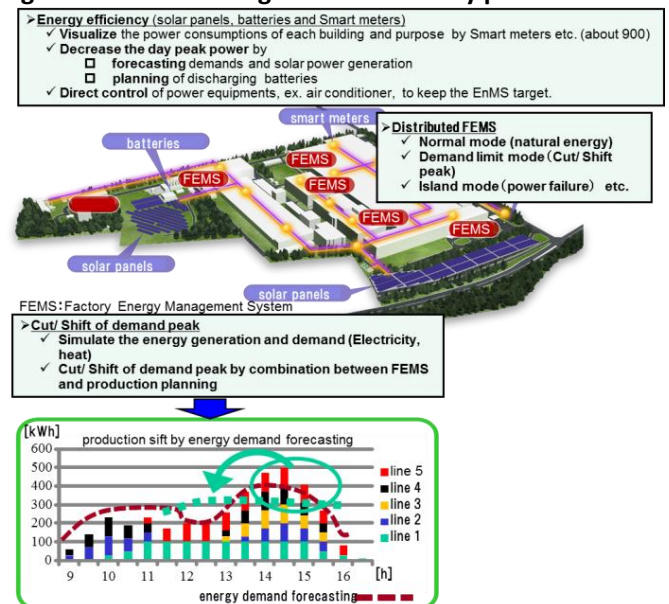 ➢Energy efficiency (solar panels, batteries and Smart meters)
✓ Visualize the power consumptions of each building and purpose by Smart meters etc. (about 900)
✓ Decrease the day peak power by
□ forecasting demands and solar power generation
□ planning of discharging batteries
✓ Direct control of power equipments, ex. air conditioner, to keep the EnMS target.
smart meters
batteries
➢Distributed FEMS
✓ Normal mode (natural energy)
✓ Demand limit mode (Cut/ Shift
peak)
✓ Island mode (power failure) etc.
FEMS
FEMS
FEMS
FEMS
FEMS
solar panels
solar panels
FEMS:Factory Energy Management System
➢Cut/ Shift of demand peak
✓ Simulate the energy generation and demand (Electricity,
heat)
✓ Cut/ Shift of demand peak by combination between FEMS
and production planning
[kWh]
production sift by energy demand forecasting
600
500
400
300
200
100
0
line 5
line 4
line 3
line 2
line 1
9 10 11 12 13 14 15 16 [h]
energy demand forecasting